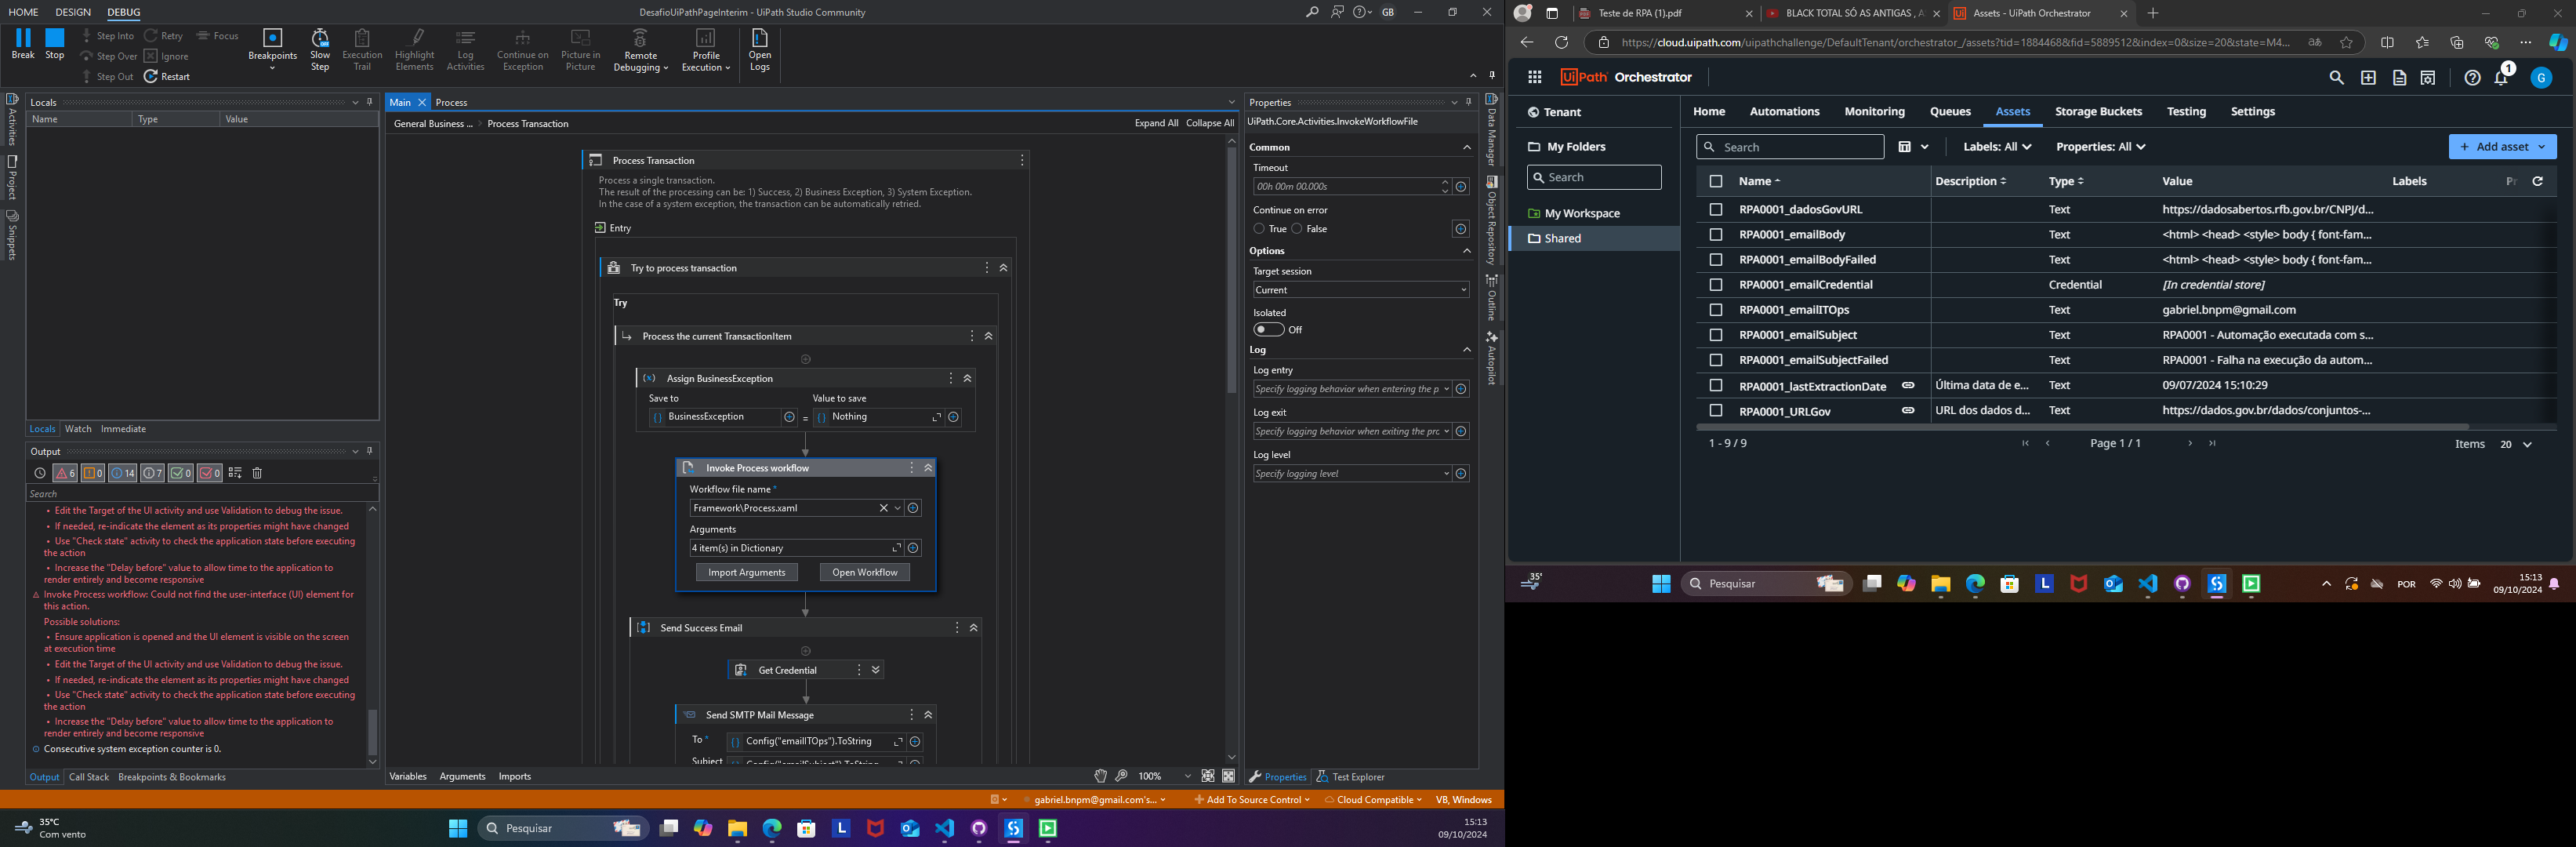 HOME DESIGN DEBUG
DesafioUiPathPageInterim - UiPath Studio Community
GB
Break
Stop
Step Into
Step Over
Step Out
Retry
Ignore
Restart
Focus
Breakpoints
Slow Step
Execution Trail
Highlight Elements
Log Activities
Continue on Exception
Picture in Picture
Remote Debugging
Profile Execution
Open Logs
Activities
Project
Snippets
Locals
Name Type Value
Locals Watch Immediate
Output
6 0 14 7 0 0
Search
• Edit the Target of the UI activity and use Validation to debug the issue.
• If needed, re-indicate the element as its properties might have changed
• Use "Check state" activity to check the application state before executing
the action
• Increase the "Delay before" value to allow time to the application to
render entirely and become responsive
Invoke Process workflow: Could not find the user-interface (UI) element for
this action.
Possible solutions:
• Ensure application is opened and the UI element is visible on the screen
at execution time
• Edit the Target of the UI activity and use Validation to debug the issue.
• If needed, re-indicate the element as its properties might have changed
• Use "Check state" activity to check the application state before executing
the action
• Increase the "Delay before" value to allow time to the application to
render entirely and become responsive
Consecutive system exception counter is 0.
Output Call Stack Breakpoints & Bookmarks
Main Process
General Business ... > Process Transaction
Expand All Collapse All
Process Transaction
Process a single transaction.
The result of the processing can be: 1) Success, 2) Business Exception, 3) System Exception.
In the case of a system exception, the transaction can be automatically retried.
Entry
Try to process transaction
Try
Process the current TransactionItem
Assign BusinessException
Save to Value to save
BusinessException = Nothing
Invoke Process workflow
Workflow file name *
Framework\Process.xaml
Arguments
4 item(s) in Dictionary
Import Arguments Open Workflow
Send Success Email
Get Credential
Send SMTP Mail Message
To * Config("emailITOps").ToString
Subject Config("emailSubject").ToString
Variables Arguments Imports
100%
Properties
UiPath.Core.Activities.InvokeWorkflowFile
Common
Timeout
00h 00m 00.000s
Continue on error
True False
Options
Target session
Current
Isolated
Off
Log
Log entry
Specify logging behavior when entering the p
Log exit
Specify logging behavior when exiting the prc
Log level
Specify logging level
Properties Test Explorer
Data Manager
Object Repository
Outline
Autopilot
gabriel.bnpm@gmail.com's...
Add To Source Control
Cloud Compatible
VB, Windows
35°C
Com vento
Pesquisar
15:13
09/10/2024
Teste de RPA (1).pdf
BLACK TOTAL SÓ AS ANTIGAS , A
Assets - UiPath Orchestrator
https://cloud.uipath.com/uipathchallenge/DefaultTenant/orchestrator_/assets?tid=1884468&fid=5889512&index=0&size=20&state=M4...
UiPath Orchestrator
1
G
Tenant
My Folders
Search
My Workspace
Shared
Home Automations Monitoring Queues Assets Storage Buckets Testing Settings
Search
Labels: All
Properties: All
+ Add asset
Name Description Type Value Labels Pr
RPA0001_dadosGovURL Text https://dadosabertos.rfb.gov.br/CNPJ/d...
RPA0001_emailBody Text <html> <head> <style> body { font-fam...
RPA0001_emailBodyFailed Text <html> <head> <style> body { font-fam...
RPA0001_emailCredential Credential [In credential store]
RPA0001_emailITOps Text gabriel.bnpm@gmail.com
RPA0001_emailSubject Text RPA0001 - Automação executada com s...
RPA0001_emailSubjectFailed Text RPA0001 - Falha na execução da autom...
RPA0001_lastExtractionDate Última data de e... Text 09/07/2024 15:10:29
RPA0001_URLGov URL dos dados d... Text https://dados.gov.br/dados/conjuntos-...
1 - 9 / 9
Page 1 / 1
Items 20
35°
Pesquisar
POR
15:13
09/10/2024